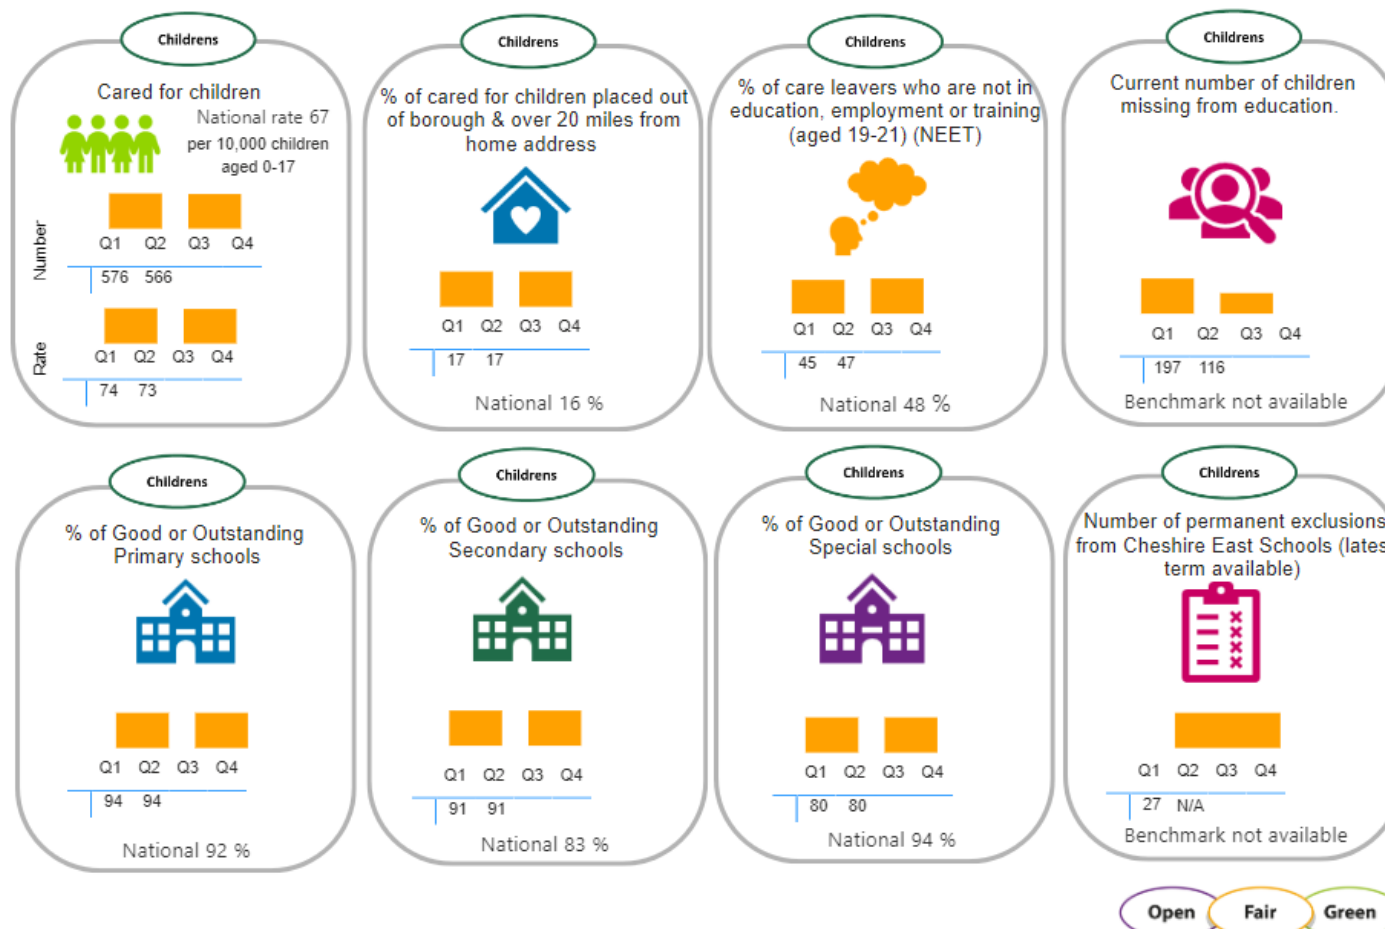 Childrens
Cared for children
National rate 67
per 10,000 children
aged 0-17
Number
Q1 Q2 Q3 Q4
576 566
Rate
Q1 Q2 Q3 Q4
74 73
Childrens
% of cared for children placed out
of borough & over 20 miles from
home address
Q1 Q2 Q3 Q4
17 17
National 16 %
Childrens
% of care leavers who are not in
education, employment or training
(aged 19-21) (NEET)
Q1 Q2 Q3 Q4
45 47
National 48 %
Childrens
Current number of children
missing from education.
Q1 Q2 Q3 Q4
197 116
Benchmark not available
Childrens
% of Good or Outstanding
Primary schools
Q1 Q2 Q3 Q4
94 94
National 92 %
Childrens
% of Good or Outstanding
Secondary schools
Q1 Q2 Q3 Q4
91 91
National 83 %
Childrens
% of Good or Outstanding
Special schools
Q1 Q2 Q3 Q4
80 80
National 94 %
Childrens
Number of permanent exclusions
from Cheshire East Schools (lates
term available)
Q1 Q2 Q3 Q4
27 N/A
Benchmark not available
Open Fair Green